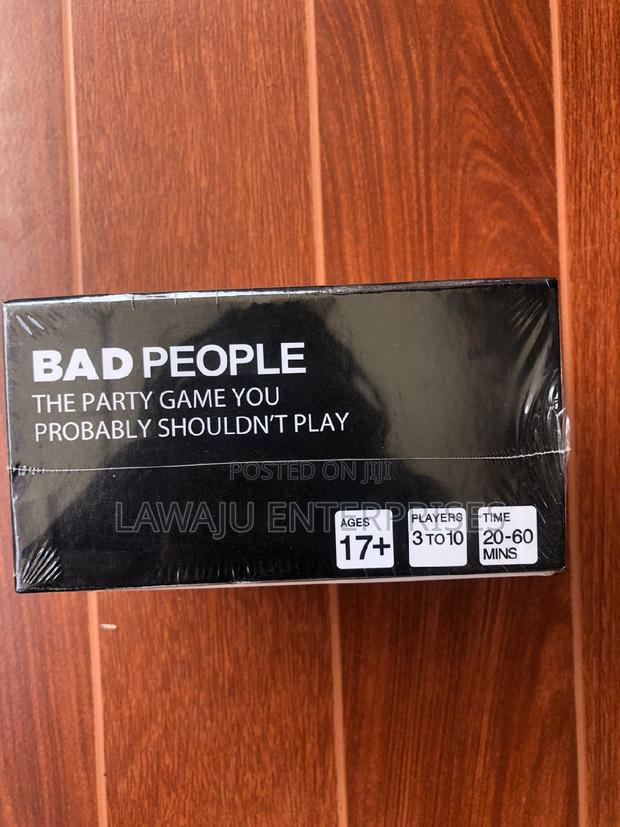 BAD PEOPLE
THE PARTY GAME YOU
PROBABLY SHOULDN'T PLAY
POSTED ON JIJI
LAWAJU ENTERPRISES
AGES
17+
PLAYERS
3 TO 10
TIME
20-60
MINS